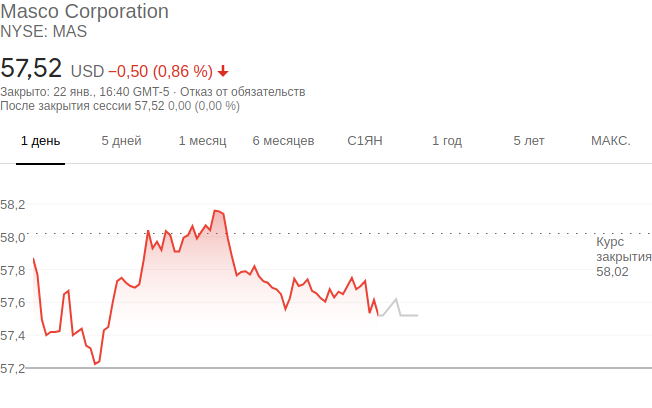 Masco Corporation
NYSE: MAS
57,52 USD −0,50 (0,86 %)
Закрыто: 22 янв., 16:40 GMT-5 · Отказ от обязательств
После закрытия сессии 57,52 0,00 (0,00 %)
1 день 5 дней 1 месяц 6 месяцев С1ЯН 1 год 5 лет МАКС.
58,2
58,0
57,8
57,6
57,4
57,2
Курс
закрытия
58,02